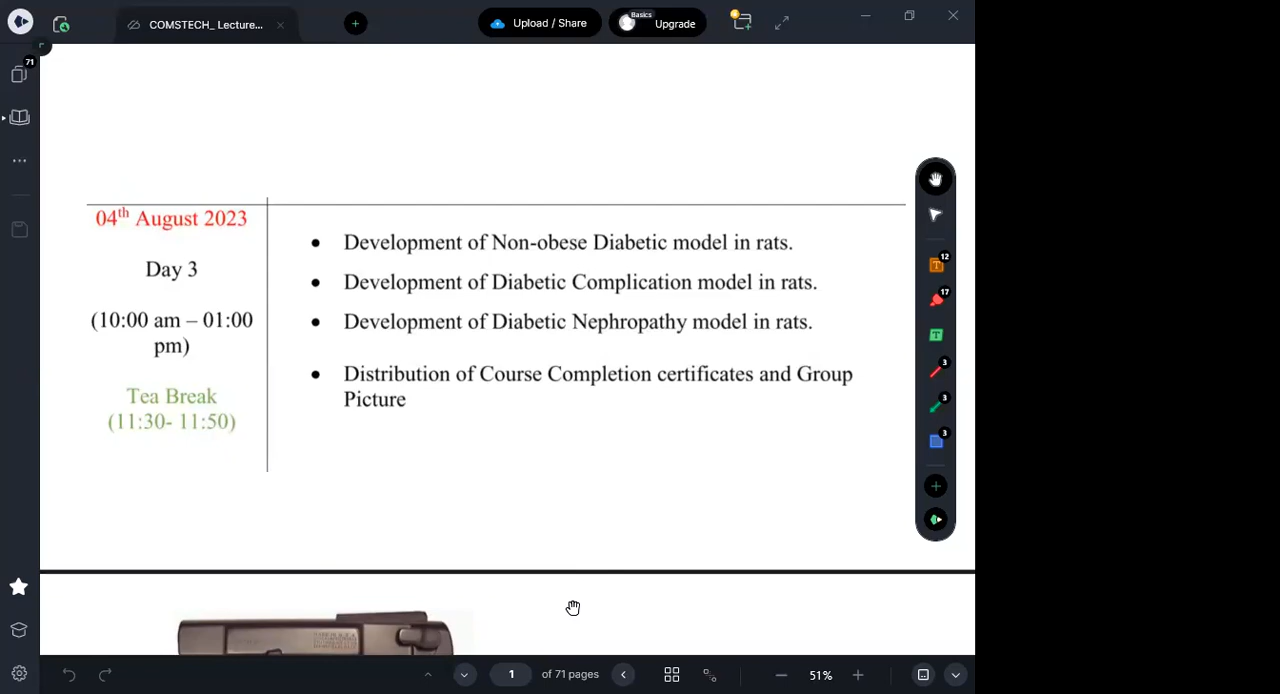 COMSTECH_ Lecture...
Upload / Share
Basics
Upgrade
71
04th August 2023
Day 3
(10:00 am – 01:00
pm)
Tea Break
(11:30- 11:50)
• Development of Non-obese Diabetic model in rats.
• Development of Diabetic Complication model in rats.
• Development of Diabetic Nephropathy model in rats.
• Distribution of Course Completion certificates and Group
Picture
12
17
3
3
3
1 of 71 pages
51%